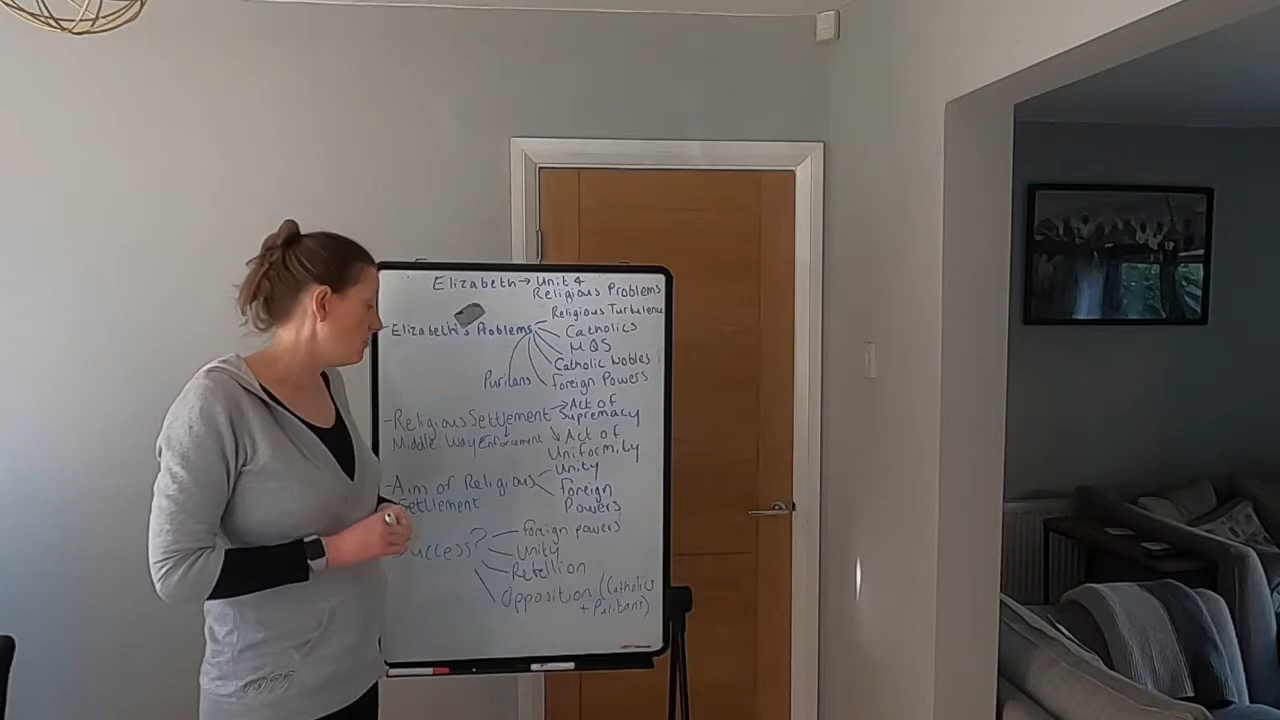 Elizabeth → Unit 4
Religious Problems
- Elizabeth's Problems
Religious Turbulence
Catholics
MQS
Catholic Nobles
Foreign Powers
Puritans
- Religious Settlement → Act of Supremacy
Middle Way Enforcement
Act of Uniformity
- Aim of Religious Settlement
Unity
Foreign Powers
Success?
Foreign powers
Unity
Rebellion
Opposition (Catholics
+ Puritans)